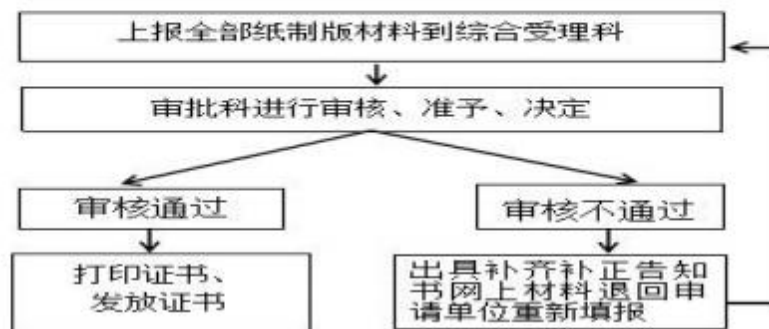 上报全部纸制版材料到综合受理科
审批科进行审核、准予、决定
审核通过
审核不通过
打印证书、
发放证书
出具补齐补正告知
书网上材料退回申
请单位重新填报